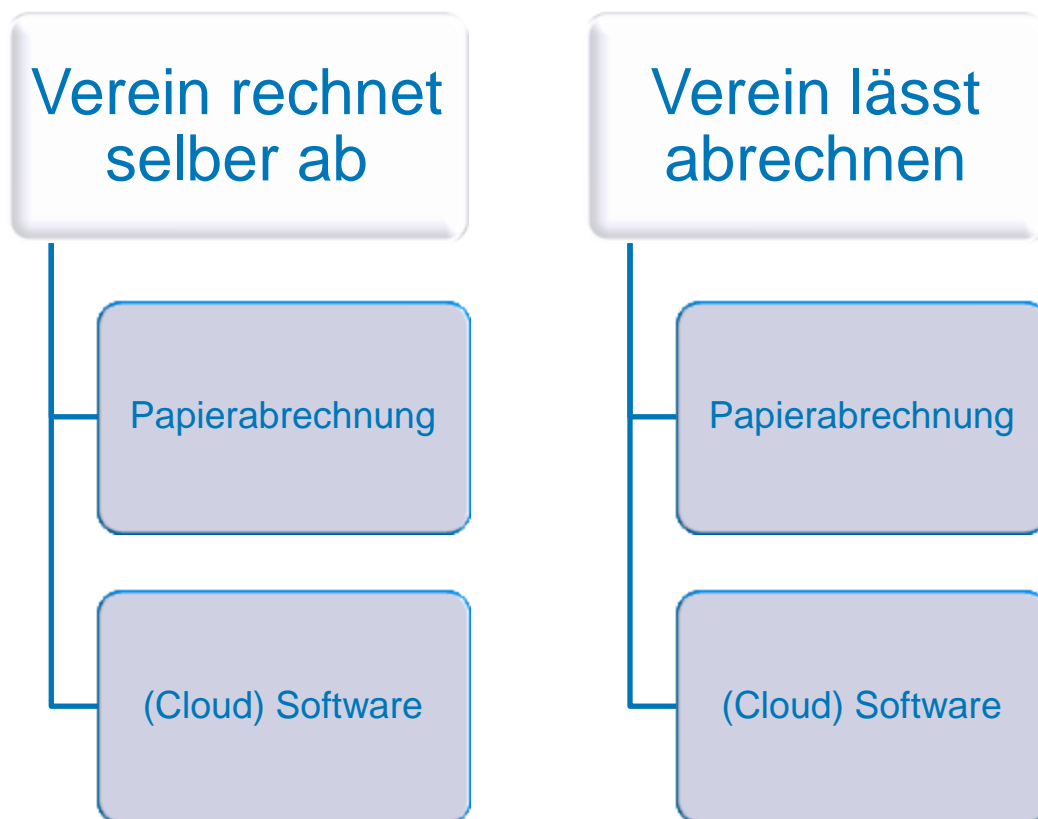 Verein rechnet
selber ab
Papierabrechnung
(Cloud) Software
Verein lässt
abrechnen
Papierabrechnung
(Cloud) Software